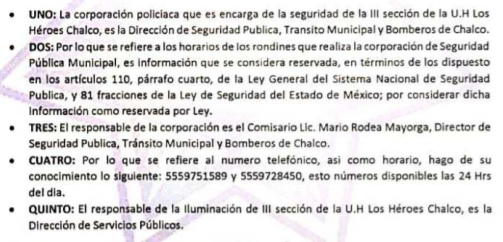 • UNO: La corporación policiaca que es encarga de la seguridad de la III sección de la U.H Los
Héroes Chalco, es la Dirección de Seguridad Publica, Transito Municipal y Bomberos de Chalco.
• DOS: Por lo que se refiere a los horarios de los rondines que realiza la corporación de Seguridad
Pública Municipal, es información que se considera reservada, en términos de los dispuesto
en los artículos 110, párrafo cuarto, de la Ley General del Sistema Nacional de Seguridad
Publica, y 81 fracciones de la Ley de Seguridad del Estado de México; por considerar dicha
Información como reservada por Ley.
• TRES: El responsable de la corporación es el Comisario Lic. Mario Rodea Mayorga, Director de
Seguridad Publica, Tránsito Municipal y Bomberos de Chalco.
• CUATRO: Por lo que se refiere al numero telefónico, asi como horario, hago de su
conocimiento lo siguiente: 5559751589 y 5559728450, esto números disponibles las 24 Hrs
del dia.
• QUINTO: El responsable de la Iluminación de III sección de la U.H Los Héroes Chalco, es la
Dirección de Servicios Públicos.